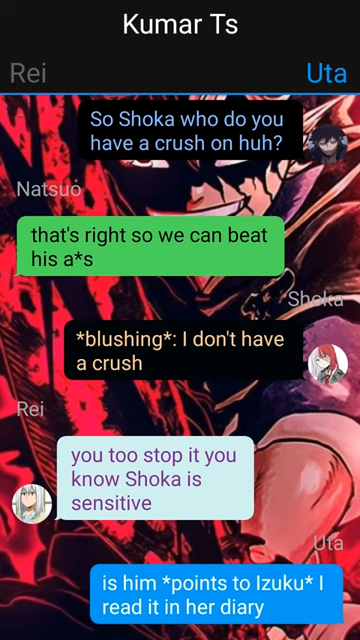 Kumar Ts
Rei
Uta
So Shoka who do you
have a crush on huh?
Natsuo
that's right so we can beat
his a*s
Shoka
*blushing*: I don't have
a crush
Rei
you too stop it you
know Shoka is
sensitive
Uta
is him *points to Izuku* I
read it in her diary